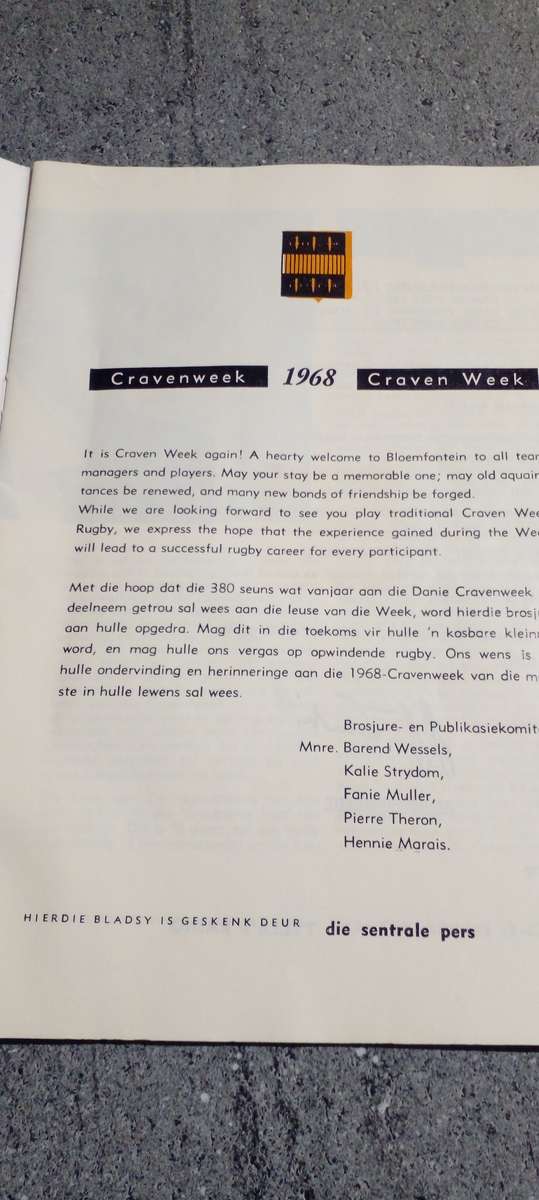 Cravenweek 1968 Craven Week
It is Craven Week again! A hearty welcome to Bloemfontein to all
managers and players. May your stay be a memorable one; may old aquain
tances be renewed, and many new bonds of friendship be forged.
While we are looking forward to see you play traditional Craven
Rugby, we express the hope that the experience gained during the
will lead to a successful rugby career for every participant.
Met die hoop dat die 380 seuns wat vanjaar aan die Danie Cravenweek
deelneem getrou sal wees aan die leuse van die Week, word hierdie
aan hulle opgedra. Mag dit in die toekoms vir hulle 'n kosbare
word, en mag hulle ons vergas op opwindende rugby. Ons wens is
hulle ondervinding en herinneringe aan die 1968-Cravenweek van die
ste in hulle lewens sal wees.
Brosjure- en
Mnre. Barend Wessels,
Kalie Strydom,
Fanie Muller,
Pierre Theron,
Hennie Marais.
HIERDIE BLADSY IS GESKENK DEUR die sentrale pers